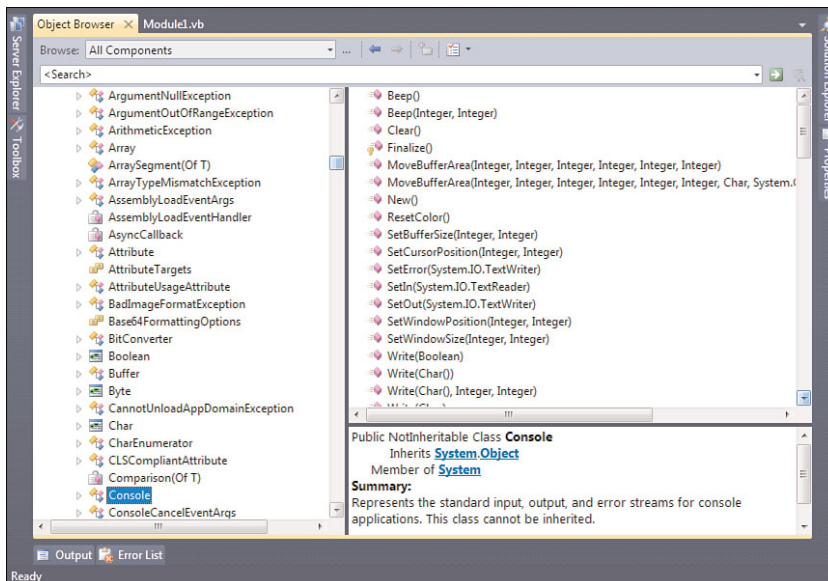 Object Browser
Module1.vb
Server Explorer
Toolbox
Browse: All Components
...
<Search>
ArgumentNullException
ArgumentOutOfRangeException
ArithmeticException
Array
ArraySegment(Of T)
ArrayTypeMismatchException
AssemblyLoadEventArgs
AssemblyLoadEventHandler
AsyncCallback
Attribute
AttributeTargets
AttributeUsageAttribute
BadImageFormatException
Base64FormattingOptions
BitConverter
Boolean
Buffer
Byte
CannotUnloadAppDomainException
Char
CharEnumerator
CLSCompliantAttribute
Comparison(Of T)
Console
ConsoleCancelEventArgs
Beep()
Beep(Integer, Integer)
Clear()
Finalize()
MoveBufferArea(Integer, Integer, Integer, Integer, Integer, Integer)
MoveBufferArea(Integer, Integer, Integer, Integer, Integer, Integer, Char, System.
New()
ResetColor()
SetBufferSize(Integer, Integer)
SetCursorPosition(Integer, Integer)
SetError(System.IO.TextWriter)
SetIn(System.IO.TextReader)
SetOut(System.IO.TextWriter)
SetWindowPosition(Integer, Integer)
SetWindowSize(Integer, Integer)
Write(Boolean)
Write(Char())
Write(Char(), Integer, Integer)
Public NotInheritable Class Console
Inherits System.Object
Member of System
Summary:
Represents the standard input, output, and error streams for console
applications. This class cannot be inherited.
Solution Explorer
Properties
Output
Error List
Ready